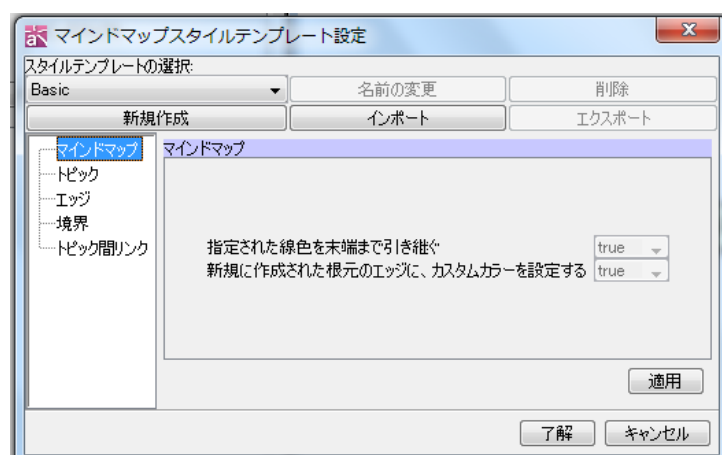 マインドマップスタイルテンプレート設定
スタイルテンプレートの選択:
Basic 名前の変更 削除
新規作成 インポート エクスポート
マインドマップ マインドマップ
トピック
エッジ
境界
トピック間リンク
指定された線色を末端まで引き継ぐ true
新規に作成された根元のエッジに、カスタムカラーを設定する true
適用
了解 キャンセル